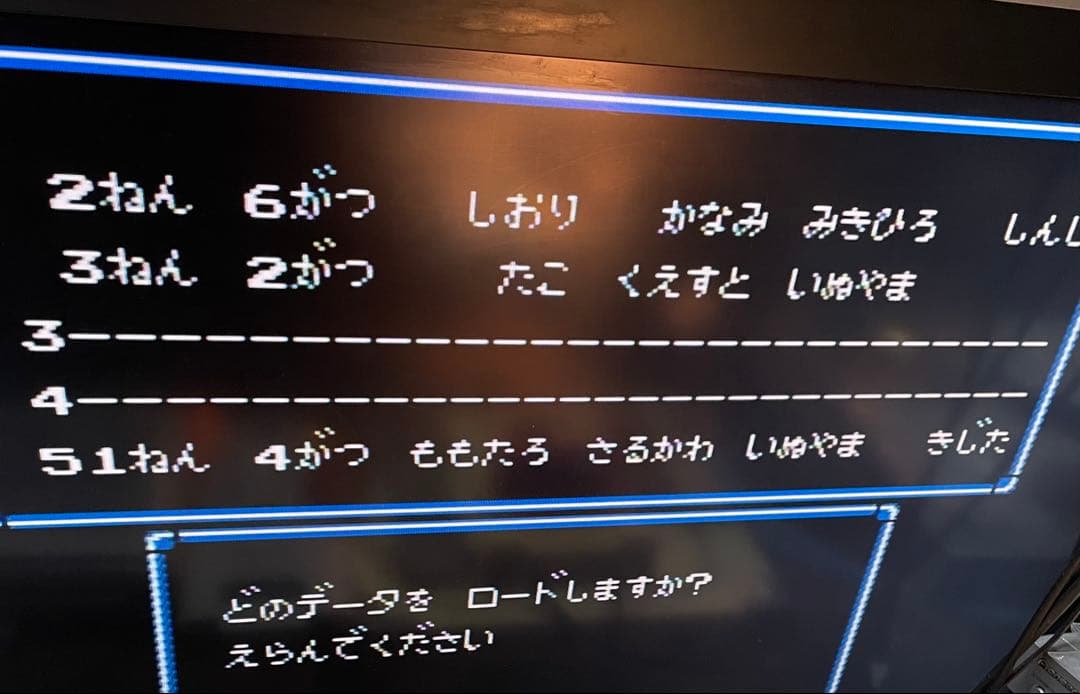 2ねん 6がつ しおり かなみ みきひろ しんじ
3ねん 2がつ たこ くえすと いぬやま
3--------------------------
4--------------------------
51ねん 4がつ ももたろ さるかわ いぬやま きじた
どのデータを ロードしますか?
えらんでください